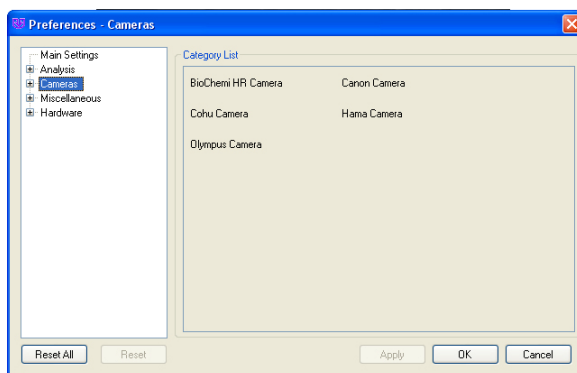 Preferences - Cameras
Main Settings
Analysis
Cameras
Miscellaneous
Hardware
Category List
BioChemi HR Camera Canon Camera
Cohu Camera Hama Camera
Olympus Camera
Reset All Reset Apply OK Cancel